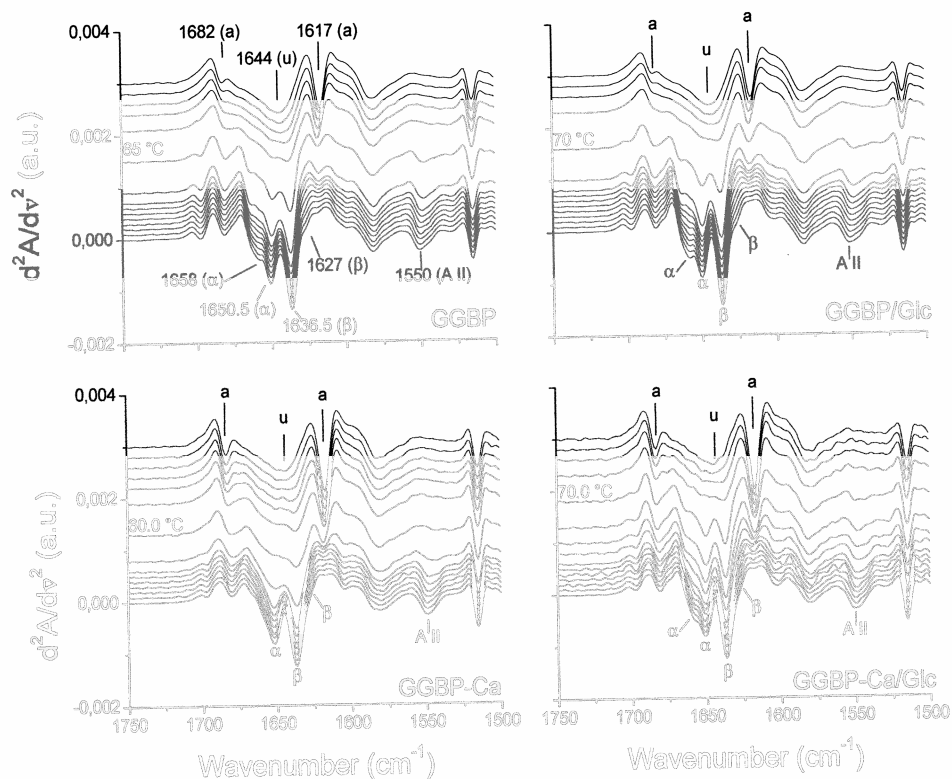 0,004
1682 (a)
1617 (a)
1644 (u)
a
a
u
0,002
65 °C
70 °C
0,000
1658 (α)
1627 (β)
1550 (A II)
1650.5 (α)
1636.5 (β)
GGBP
-0,002
d²A/dν² (a.u.)
α
α
β
β
A II
GGBP/Glc
0,004
a
a
u
a
a
u
0,002
60.0 °C
70.0 °C
0,000
α
β
β
A II
GGBP-Ca
-0,002
d²A/dν² (a.u.)
α
α
β
β
A II
GGBP-Ca/Glc
1750 1700 1650 1600 1550 1500
1750 1700 1650 1600 1550 1500
Wavenumber (cm⁻¹)
Wavenumber (cm⁻¹)